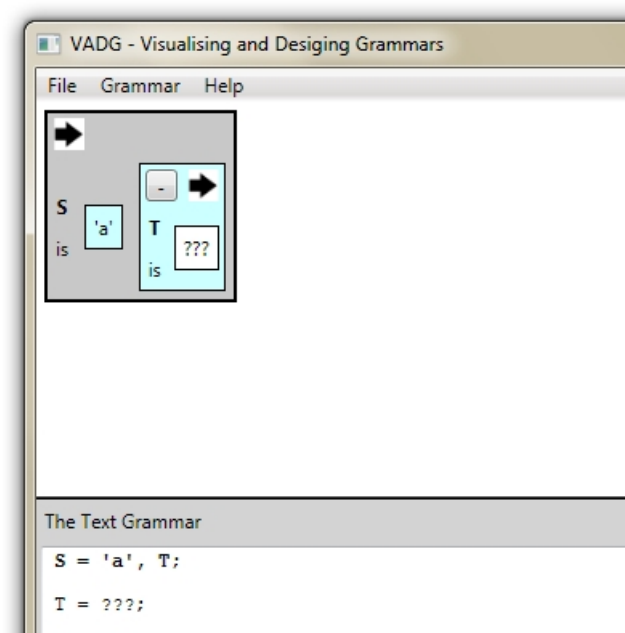 VADG - Visualising and Desiging Grammars
File Grammar Help
S
is
'a'
-
T
is
???
The Text Grammar
S = 'a', T;
T = ???;